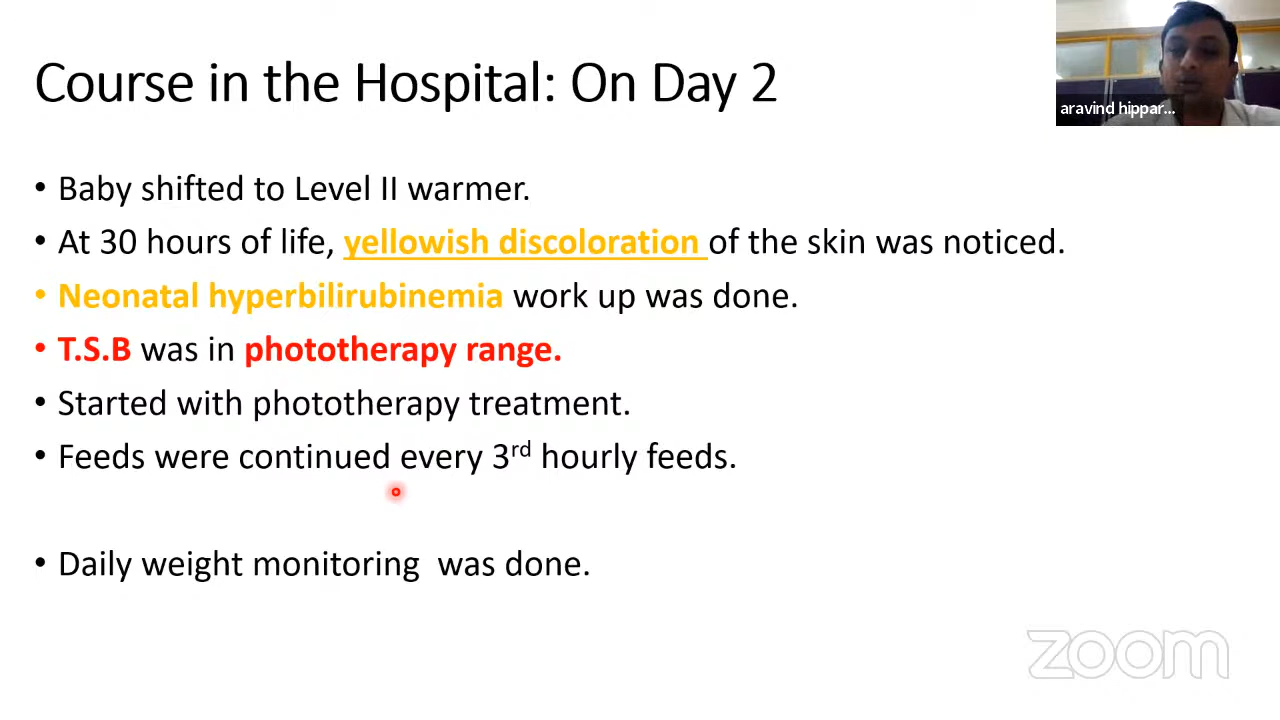 Course in the Hospital: On Day 2
aravind hippar...
• Baby shifted to Level II warmer.
• At 30 hours of life, yellowish discoloration of the skin was noticed.
• Neonatal hyperbilirubinemia work up was done.
• T.S.B was in phototherapy range.
• Started with phototherapy treatment.
• Feeds were continued every 3rd hourly feeds.
• Daily weight monitoring  was done.
zoom